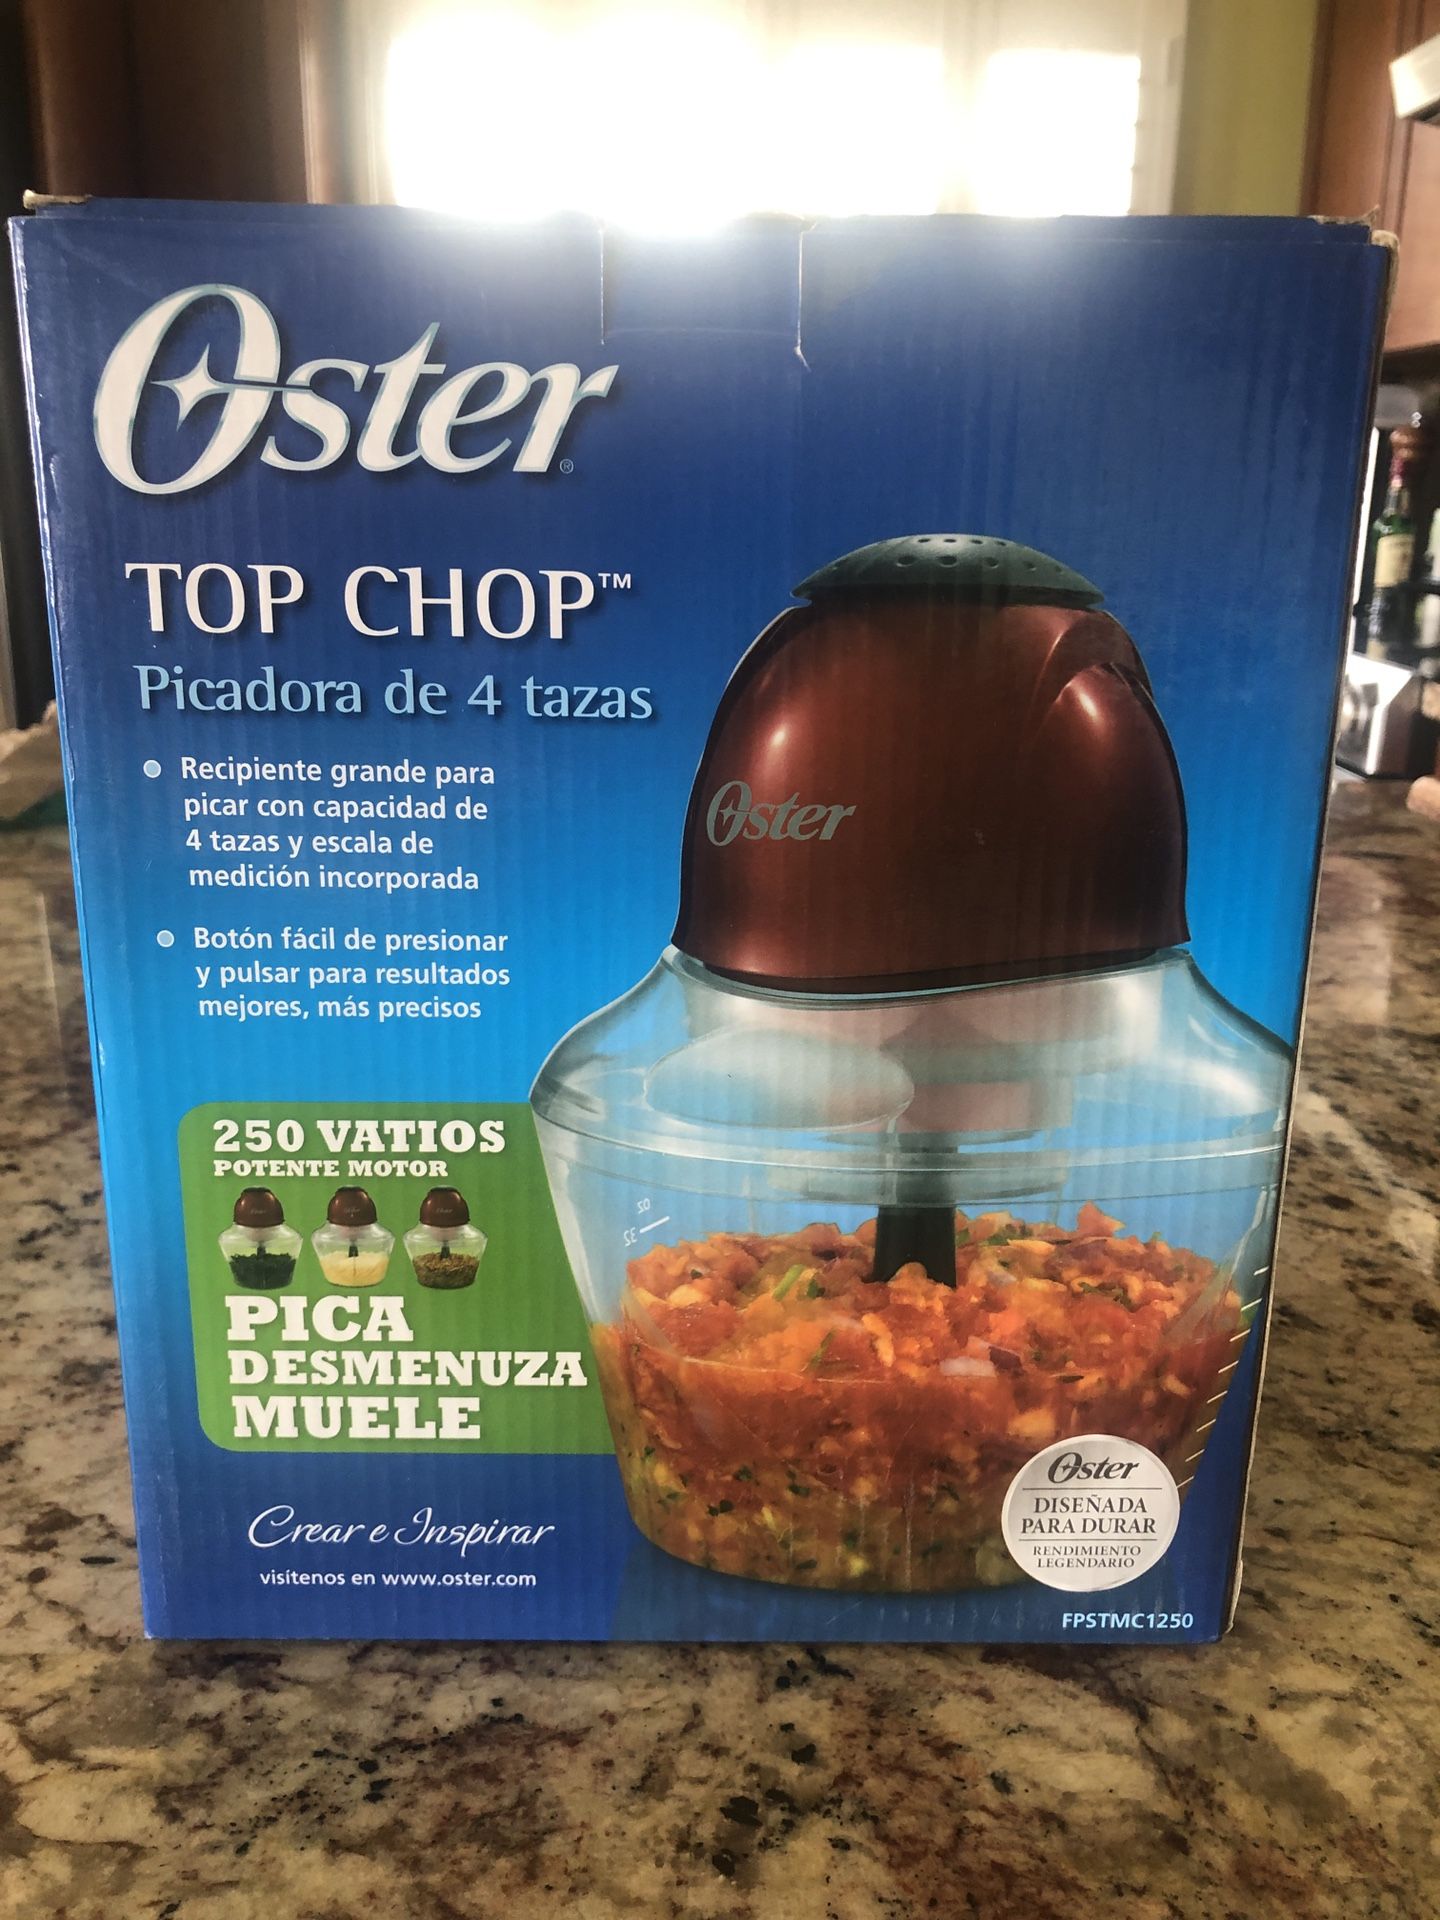 Oster®
TOP CHOP™
Picadora de 4 tazas
Recipiente grande para
picar con capacidad de
4 tazas y escala de
medición incorporada
Botón fácil de presionar
y pulsar para resultados
mejores, más precisos
Oster
250 VATIOS
POTENTE MOTOR
PICA
DESMENUZA
MUELE
oz
32
Crear e Inspirar
visítenos en www.oster.com
Oster
DISEÑADA
PARA DURAR
RENDIMIENTO
LEGENDARIO
FPSTMC1250